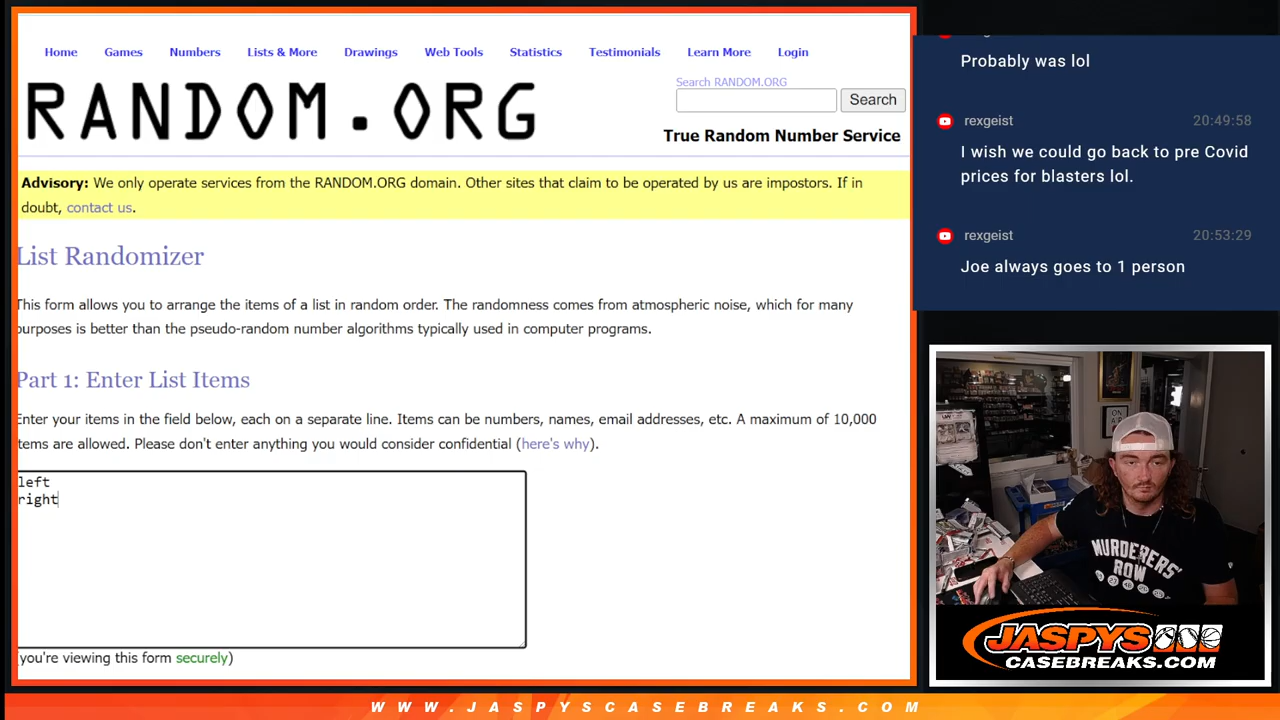 Home Games Numbers Lists & More Drawings Web Tools Statistics Testimonials Learn More Login
RANDOM.ORG
Search RANDOM.ORG
Search
True Random Number Service
Advisory: We only operate services from the RANDOM.ORG domain. Other sites that claim to be operated by us are impostors. If in
doubt, contact us.
List Randomizer
This form allows you to arrange the items of a list in random order. The randomness comes from atmospheric noise, which for many
purposes is better than the pseudo-random number algorithms typically used in computer programs.
Part 1: Enter List Items
Enter your items in the field below, each on a separate line. Items can be numbers, names, email addresses, etc. A maximum of 10,000
items are allowed. Please don't enter anything you would consider confidential (here's why).
left
right
(you're viewing this form securely)
Probably was lol
rexgeist 20:49:58
I wish we could go back to pre Covid
prices for blasters lol.
rexgeist 20:53:29
Joe always goes to 1 person
MURDERERS'
ROW
JASPYS
CASEBREAKS.COM
WWW.JASPYSCASEBREAKS.COM